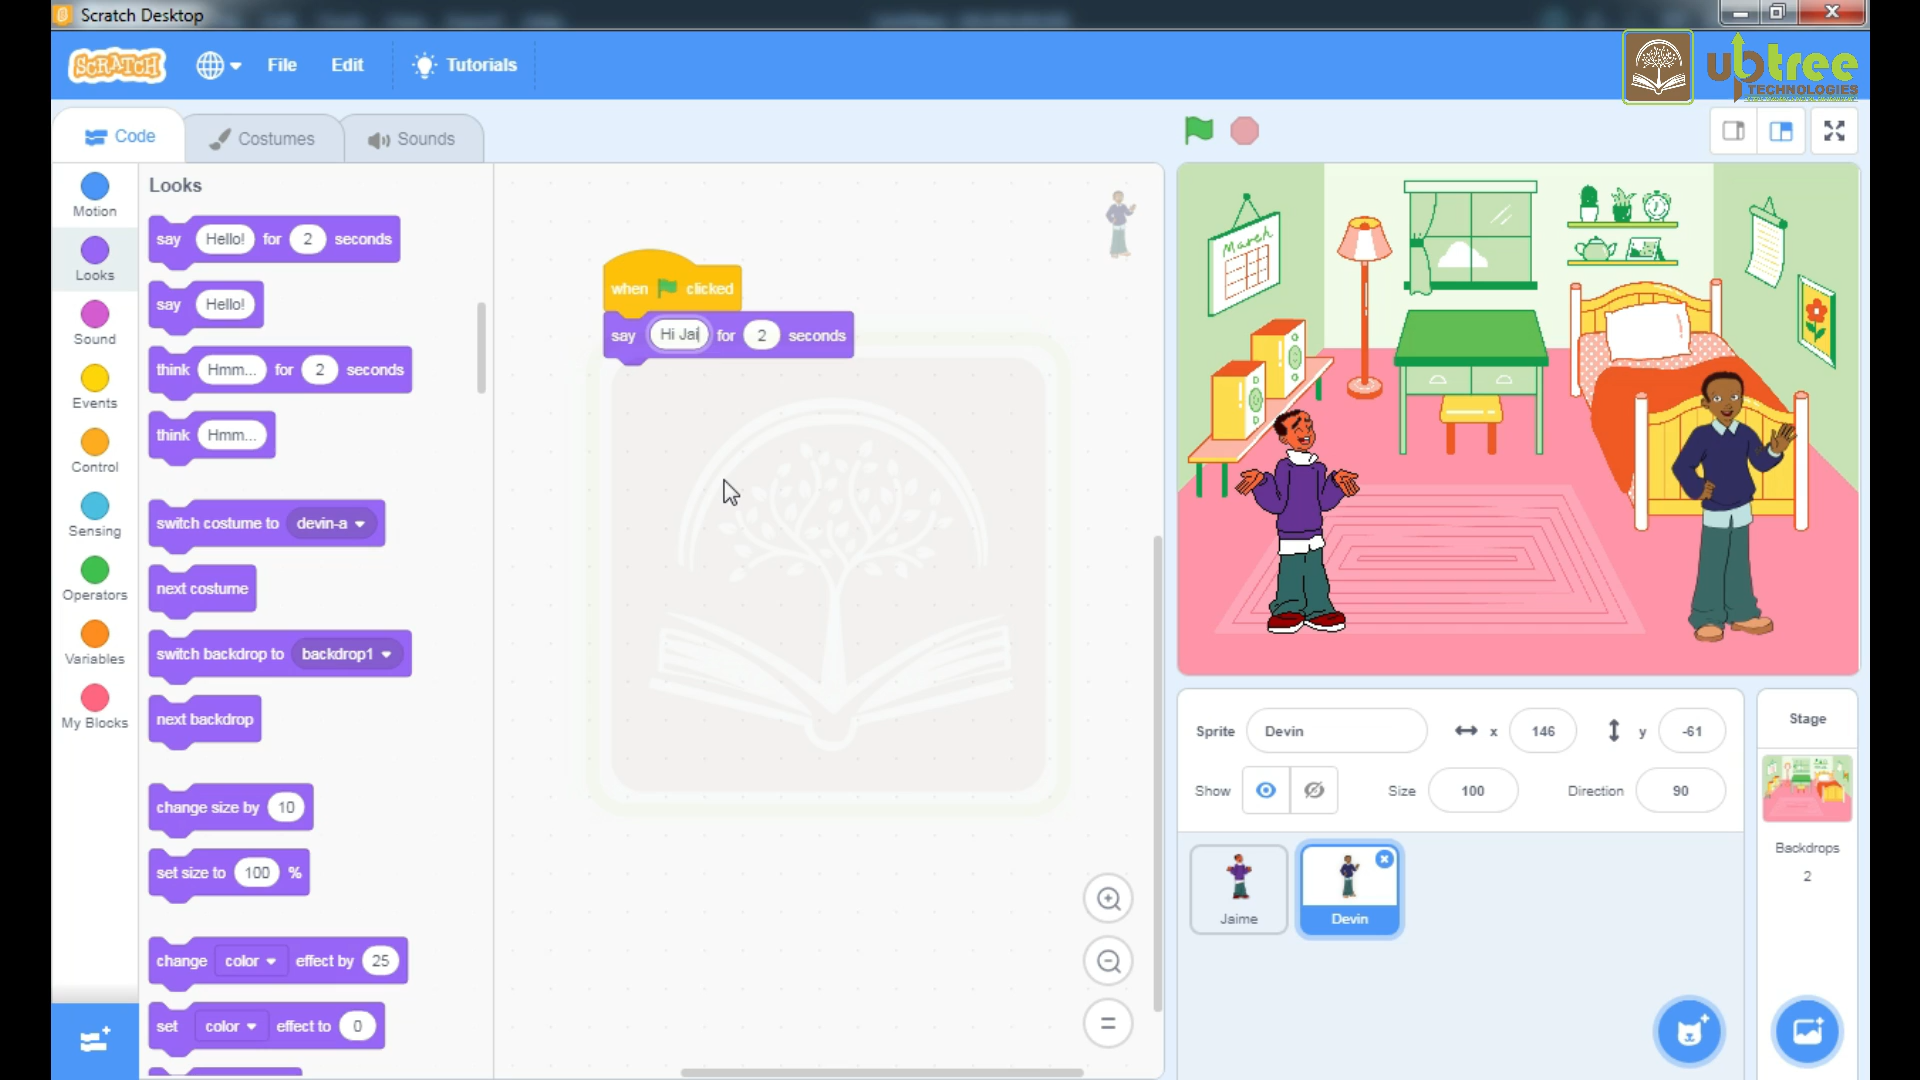 Scratch Desktop
SCRATCH
File
Edit
Tutorials
ubtree
TECHNOLOGIES
Code
Costumes
Sounds
Motion
Looks
Sound
Events
Control
Sensing
Operators
Variables
My Blocks
Looks
say Hello! for 2 seconds
say Hello!
think Hmm... for 2 seconds
think Hmm...
switch costume to devin-a
next costume
switch backdrop to backdrop1
next backdrop
change size by 10
set size to 100 %
change color effect by 25
set color effect to 0
when clicked
say Hi Jai for 2 seconds
March
Sprite Devin x 146 y -61
Show Size 100 Direction 90
Jaime
Devin
Stage
Backdrops
2